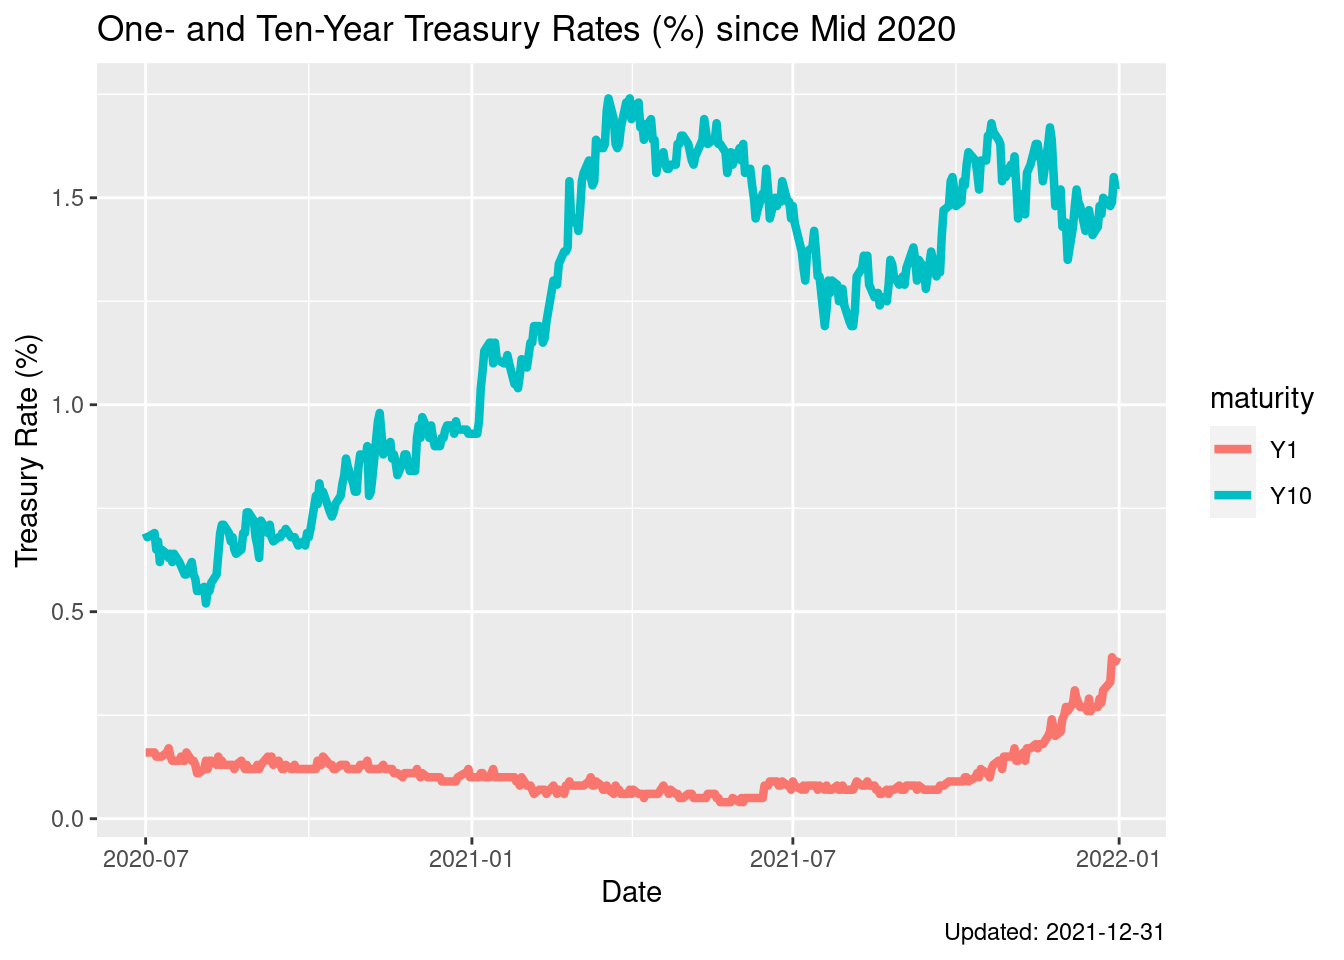 One- and Ten-Year Treasury Rates (%) since Mid 2020
Treasury Rate (%)
1.5
1.0
0.5
0.0
2020-07
2021-01
2021-07
2022-01
Date
maturity
Y1
Y10
Updated: 2021-12-31